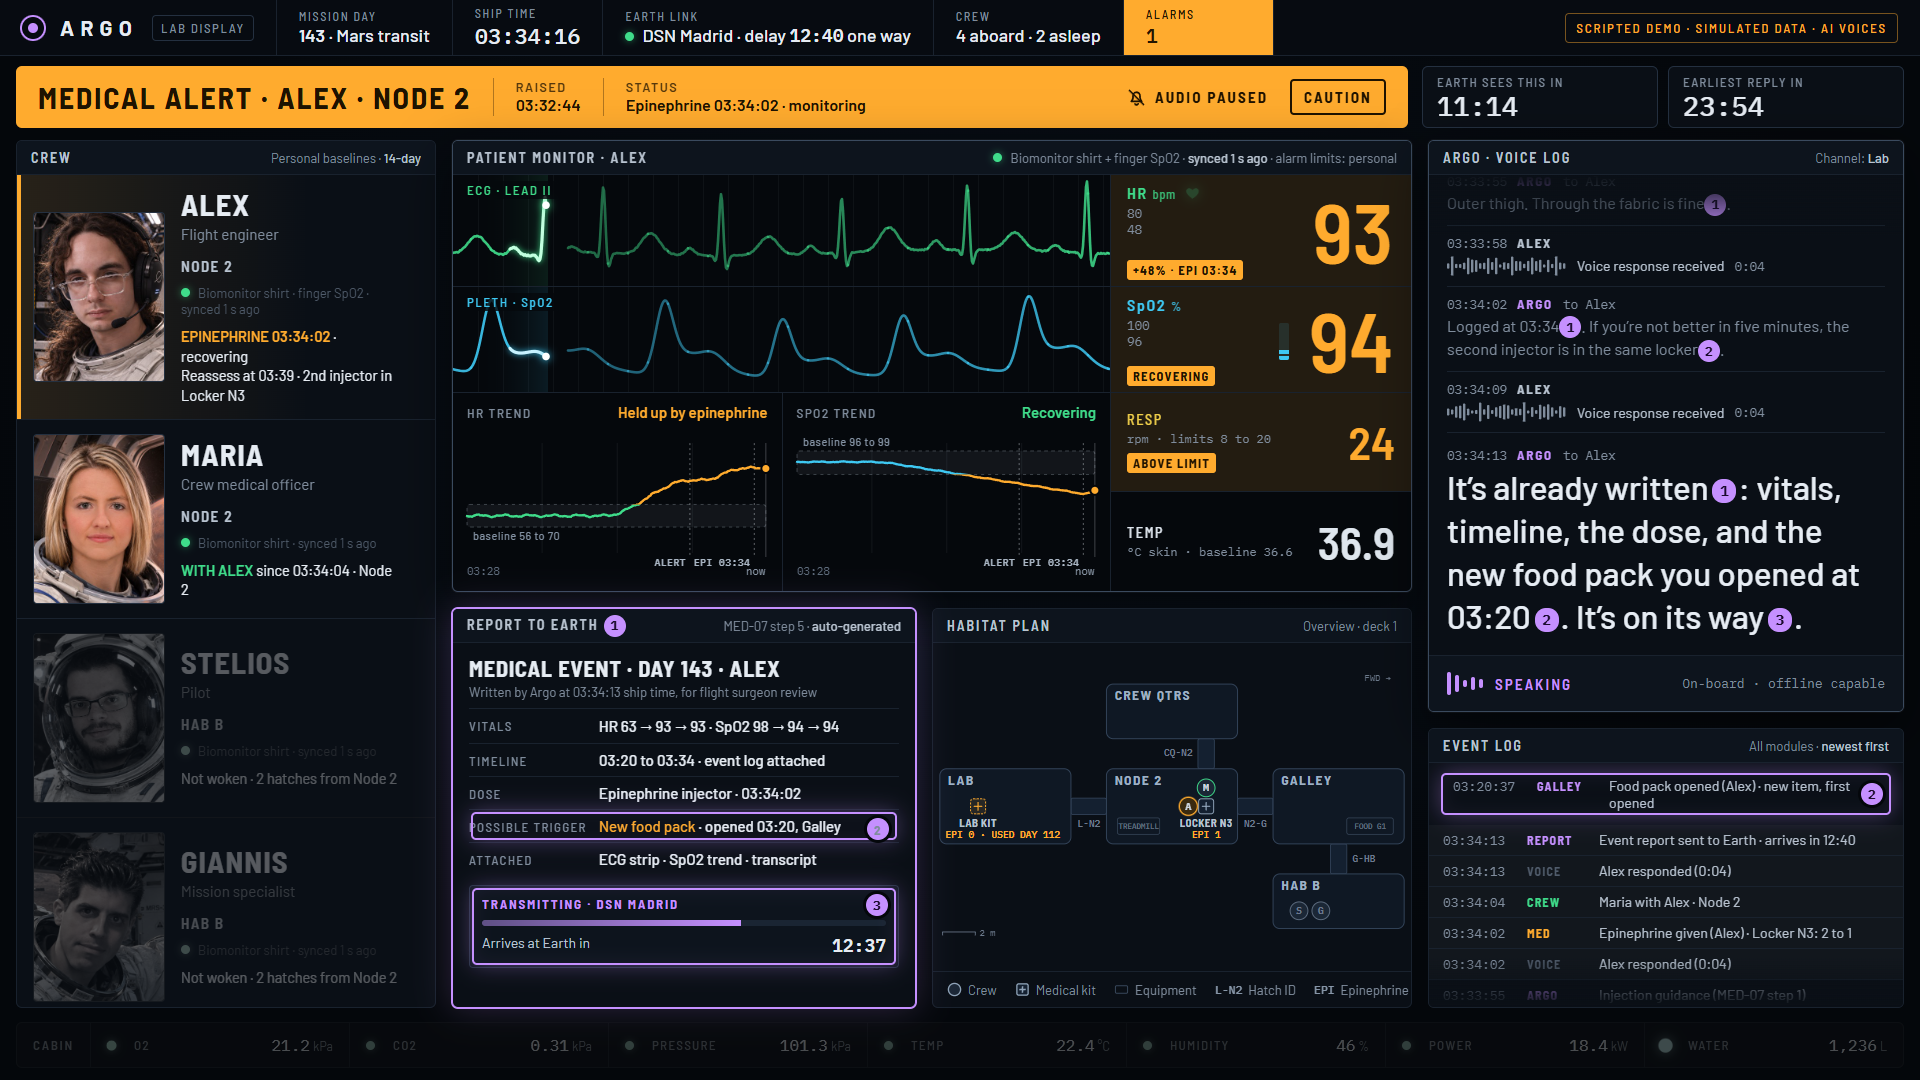 ARGO
LAB DISPLAY
MISSION DAY
143 · Mars transit
SHIP TIME
03:34:16
EARTH LINK
DSN Madrid · delay 12:40 one way
CREW
4 aboard · 2 asleep
ALARMS
1
SCRIPTED DEMO · SIMULATED DATA · AI VOICES
MEDICAL ALERT · ALEX · NODE 2
RAISED
03:32:44
STATUS
Epinephrine 03:34:02 · monitoring
AUDIO PAUSED
CAUTION
EARTH SEES THIS IN
11:14
EARLIEST REPLY IN
23:54
CREW
Personal baselines · 14-day
ALEX
Flight engineer
NODE 2
Biomonitor shirt · finger SpO2 ·
synced 1 s ago
EPINEPHRINE 03:34:02 ·
recovering
Reassess at 03:39 · 2nd injector in
Locker N3
MARIA
Crew medical officer
NODE 2
Biomonitor shirt · synced 1 s ago
WITH ALEX since 03:34:04 · Node
2
STELIOS
Pilot
HAB B
Biomonitor shirt · synced 1 s ago
Not woken · 2 hatches from Node 2
GIANNIS
Mission specialist
HAB B
Biomonitor shirt · synced 1 s ago
Not woken · 2 hatches from Node 2
PATIENT MONITOR · ALEX
Biomonitor shirt + finger SpO2 · synced 1 s ago · alarm limits: personal
ECG · LEAD II
HR bpm
80
48
93
+48% · EPI 03:34
PLETH · SpO2
SpO2 %
100
96
94
RECOVERING
HR TREND
Held up by epinephrine
baseline 56 to 70
ALERT EPI 03:34
03:28
now
SPO2 TREND
Recovering
baseline 96 to 99
ALERT EPI 03:34
03:28
now
RESP
rpm · limits 8 to 20
ABOVE LIMIT
24
TEMP
°C skin · baseline 36.6
36.9
REPORT TO EARTH 1
MED-07 step 5 · auto-generated
MEDICAL EVENT · DAY 143 · ALEX
Written by Argo at 03:34:13 ship time, for flight surgeon review
VITALS
HR 63 → 93 → 93 · SpO2 98 → 94 → 94
TIMELINE
03:20 to 03:34 · event log attached
DOSE
Epinephrine injector · 03:34:02
POSSIBLE TRIGGER
New food pack · opened 03:20, Galley
2
ATTACHED
ECG strip · SpO2 trend · transcript
TRANSMITTING · DSN MADRID
3
Arrives at Earth in
12:37
HABITAT PLAN
Overview · deck 1
FWD →
CREW QTRS
CQ-N2
LAB
LAB KIT
EPI 0 · USED DAY 112
L-N2
NODE 2
M
A
TREADMILL
LOCKER N3
EPI 1
N2-G
GALLEY
FOOD G1
G-HB
HAB B
S
G
2 m
Crew
Medical kit
Equipment
L-N2 Hatch ID
EPI Epinephrine
ARGO · VOICE LOG
Channel: Lab
03:33:55 ARGO to Alex
Outer thigh. Through the fabric is fine 1 .
03:33:58 ALEX
Voice response received 0:04
03:34:02 ARGO to Alex
Logged at 03:34 1 . If you're not better in five minutes, the
second injector is in the same locker 2 .
03:34:09 ALEX
Voice response received 0:04
03:34:13 ARGO to Alex
It's already written 1 : vitals,
timeline, the dose, and the
new food pack you opened at
03:20 2 . It's on its way 3 .
SPEAKING
On-board · offline capable
EVENT LOG
All modules · newest first
03:20:37 GALLEY Food pack opened (Alex) · new item, first
opened
2
03:34:13 REPORT Event report sent to Earth · arrives in 12:40
03:34:13 VOICE Alex responded (0:04)
03:34:04 CREW Maria with Alex · Node 2
03:34:02 MED Epinephrine given (Alex) · Locker N3: 2 to 1
03:34:02 VOICE Alex responded (0:04)
03:33:55 ARGO Injection guidance (MED-07 step 1)
CABIN
O2 21.2 kPa
CO2 0.31 kPa
PRESSURE 101.3 kPa
TEMP 22.4 °C
HUMIDITY 46 %
POWER 18.4 kW
WATER 1,236 L